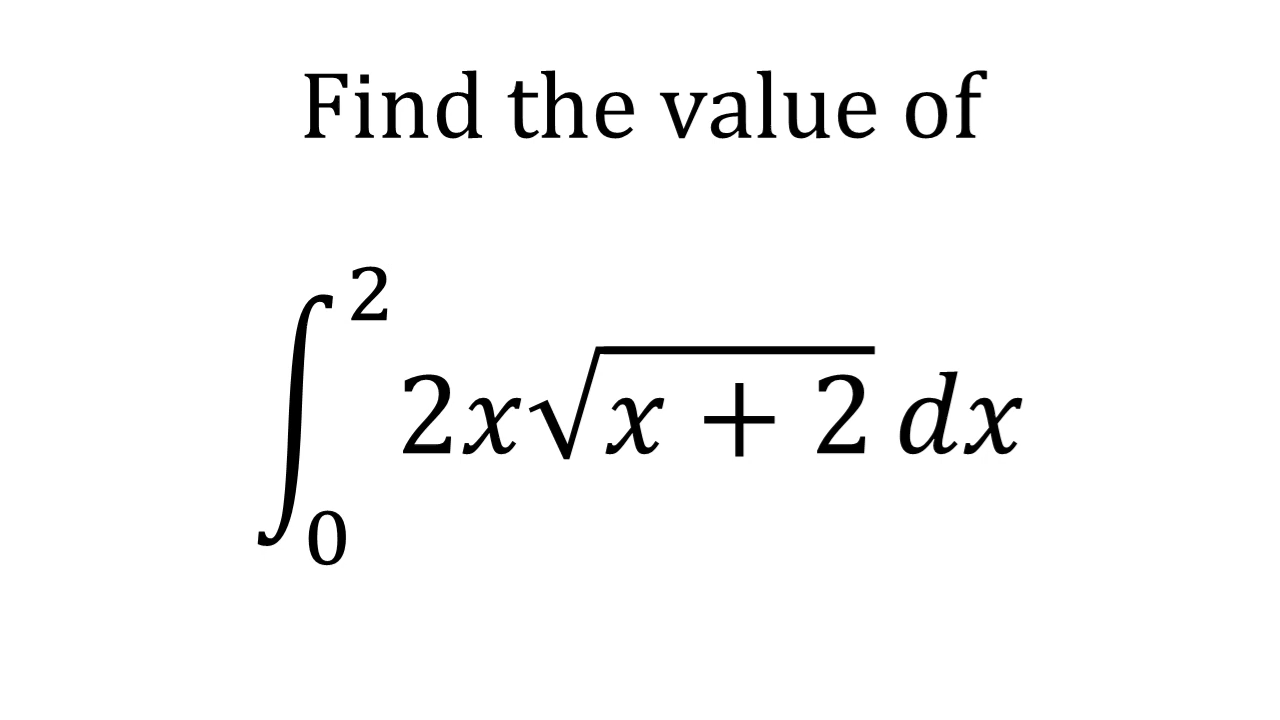 Find the value of
∫₀² 2x√(x + 2) dx